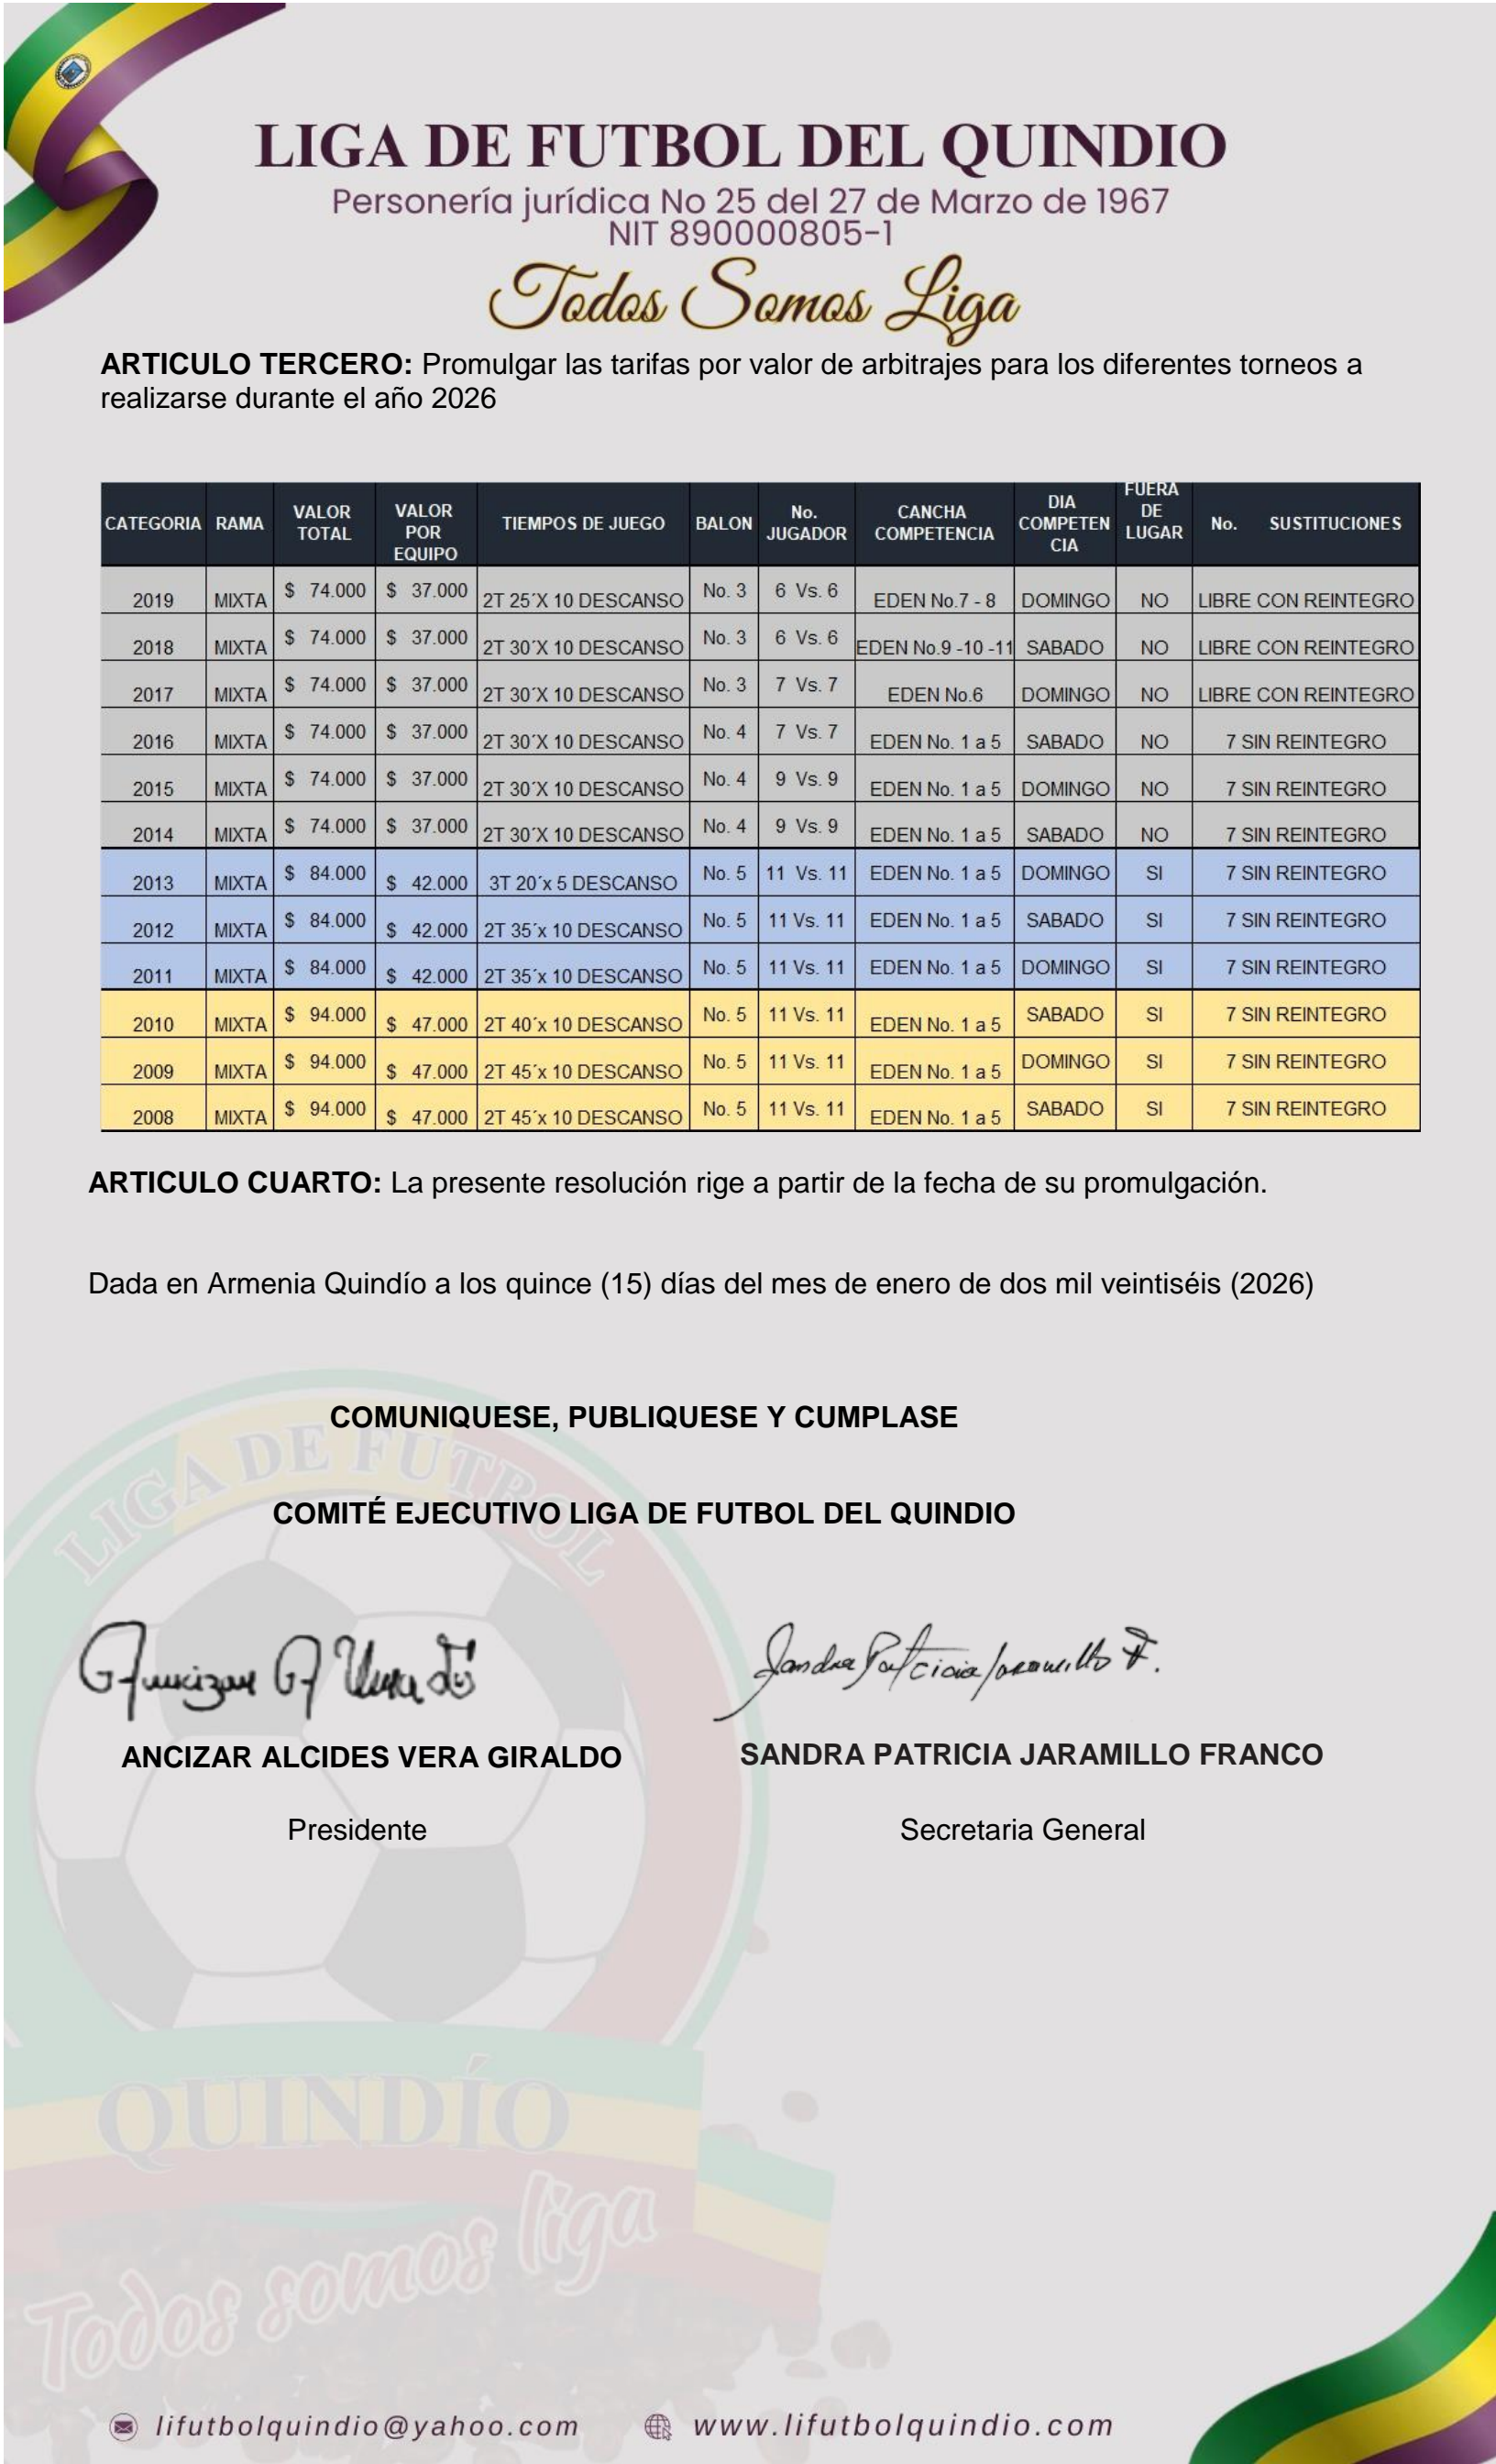 LIGA DE FUTBOL DEL QUINDIO
Personería jurídica No 25 del 27 de Marzo de 1967
NIT 890000805-1
Todos Somos Liga
ARTICULO TERCERO: Promulgar las tarifas por valor de arbitrajes para los diferentes torneos a
realizarse durante el año 2026
CATEGORIA RAMA VALOR TOTAL VALOR POR EQUIPO TIEMPOS DE JUEGO BALON No. JUGADOR CANCHA COMPETENCIA DIA COMPETENCIA FUERA DE LUGAR No. SUSTITUCIONES
2019 MIXTA $ 74.000 $ 37.000 2T 25´X 10 DESCANSO No. 3 6 Vs. 6 EDEN No.7 - 8 DOMINGO NO LIBRE CON REINTEGRO
2018 MIXTA $ 74.000 $ 37.000 2T 30´X 10 DESCANSO No. 3 6 Vs. 6 EDEN No.9 -10 -11 SABADO NO LIBRE CON REINTEGRO
2017 MIXTA $ 74.000 $ 37.000 2T 30´X 10 DESCANSO No. 3 7 Vs. 7 EDEN No.6 DOMINGO NO LIBRE CON REINTEGRO
2016 MIXTA $ 74.000 $ 37.000 2T 30´X 10 DESCANSO No. 4 7 Vs. 7 EDEN No. 1 a 5 SABADO NO 7 SIN REINTEGRO
2015 MIXTA $ 74.000 $ 37.000 2T 30´X 10 DESCANSO No. 4 9 Vs. 9 EDEN No. 1 a 5 DOMINGO NO 7 SIN REINTEGRO
2014 MIXTA $ 74.000 $ 37.000 2T 30´X 10 DESCANSO No. 4 9 Vs. 9 EDEN No. 1 a 5 SABADO NO 7 SIN REINTEGRO
2013 MIXTA $ 84.000 $ 42.000 3T 20´x 5 DESCANSO No. 5 11 Vs. 11 EDEN No. 1 a 5 DOMINGO SI 7 SIN REINTEGRO
2012 MIXTA $ 84.000 $ 42.000 2T 35´x 10 DESCANSO No. 5 11 Vs. 11 EDEN No. 1 a 5 SABADO SI 7 SIN REINTEGRO
2011 MIXTA $ 84.000 $ 42.000 2T 35´x 10 DESCANSO No. 5 11 Vs. 11 EDEN No. 1 a 5 DOMINGO SI 7 SIN REINTEGRO
2010 MIXTA $ 94.000 $ 47.000 2T 40´x 10 DESCANSO No. 5 11 Vs. 11 EDEN No. 1 a 5 SABADO SI 7 SIN REINTEGRO
2009 MIXTA $ 94.000 $ 47.000 2T 45´x 10 DESCANSO No. 5 11 Vs. 11 EDEN No. 1 a 5 DOMINGO SI 7 SIN REINTEGRO
2008 MIXTA $ 94.000 $ 47.000 2T 45´x 10 DESCANSO No. 5 11 Vs. 11 EDEN No. 1 a 5 SABADO SI 7 SIN REINTEGRO
ARTICULO CUARTO: La presente resolución rige a partir de la fecha de su promulgación.
Dada en Armenia Quindío a los quince (15) días del mes de enero de dos mil veintiséis (2026)
COMUNIQUESE, PUBLIQUESE Y CUMPLASE
LIGA DE FUTBOL
COMITÉ EJECUTIVO LIGA DE FUTBOL DEL QUINDIO
Sandra Patricia Jaramillo F.
ANCIZAR ALCIDES VERA GIRALDO SANDRA PATRICIA JARAMILLO FRANCO
Presidente Secretaria General
QUINDÍO
Todos somos liga
lifutbolquindio@yahoo.com www.lifutbolquindio.com